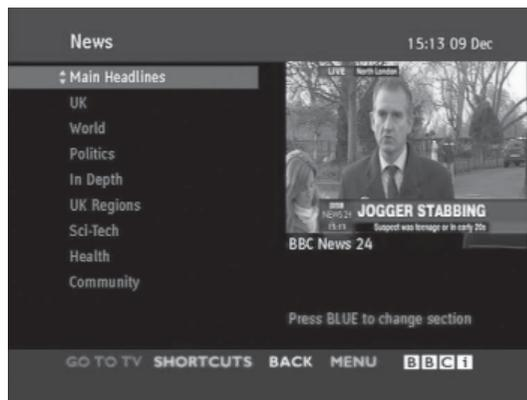 News
15:13 09 Dec
Main Headlines
UK
World
Politics
In Depth
UK Regions
Sci-Tech
Health
Community
LIVE North London
BBC
NEWS 24 JOGGER STABBING
15:13 Suspect was teenage or in early 20s
BBC News 24
Press BLUE to change section
GO TO TV SHORTCUTS BACK MENU BBCi